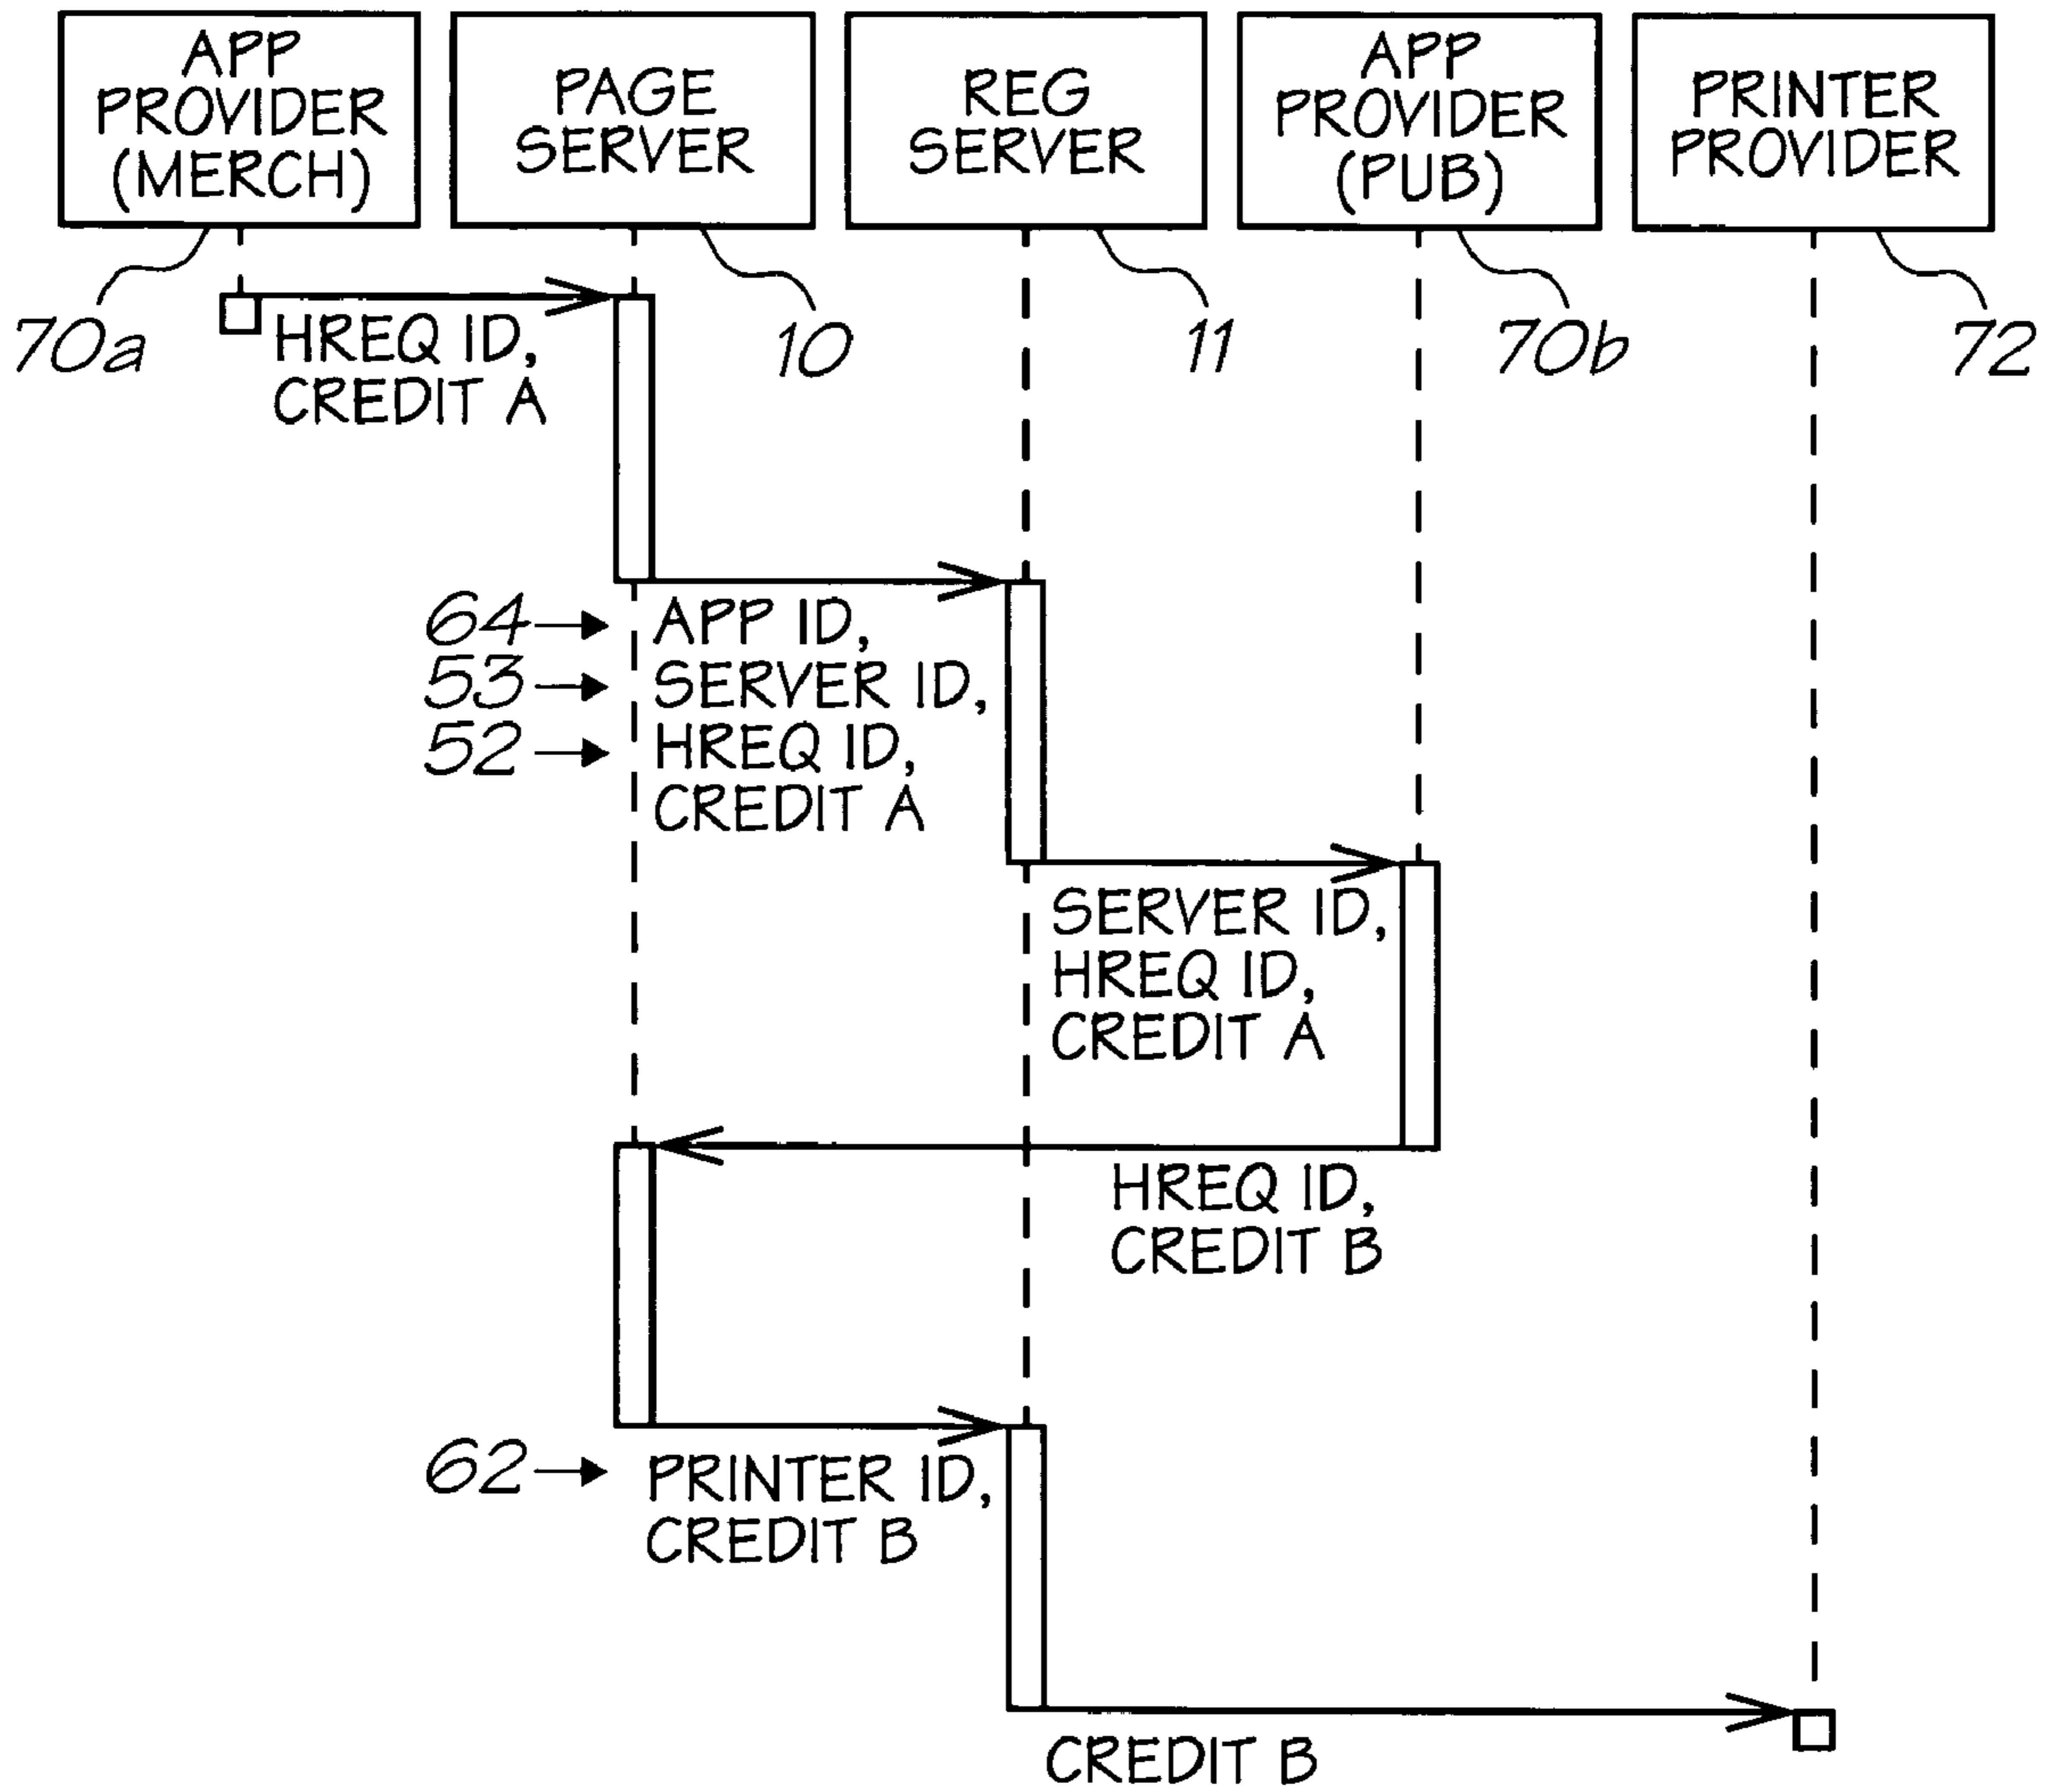 APP
PROVIDER
(MERCH)
PAGE
SERVER
REG
SERVER
APP
PROVIDER
(PUB)
PRINTER
PROVIDER
70a
10
11
70b
72
HREQ ID,
CREDIT A
64
APP ID,
53
SERVER ID,
52
HREQ ID,
CREDIT A
SERVER ID,
HREQ ID,
CREDIT A
HREQ ID,
CREDIT B
62
PRINTER ID,
CREDIT B
CREDIT B